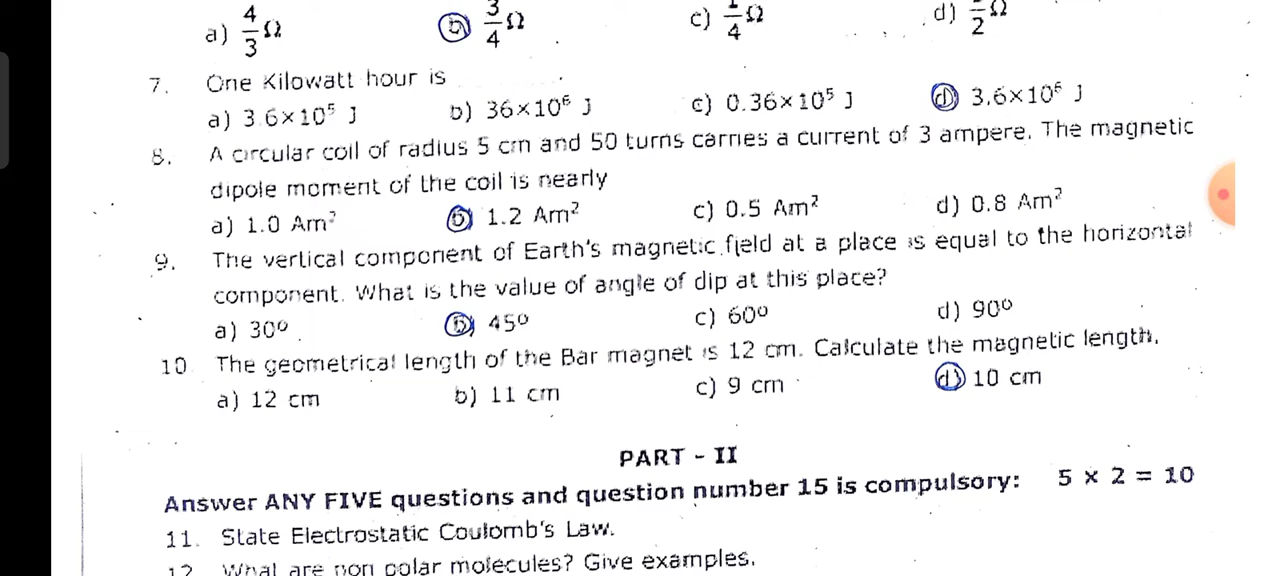 a) 4/3 Ω b) 3/4 Ω c) 1/4 Ω d) /2 Ω
7. One Kilowatt hour is
a) 3.6×10⁵ J b) 36×10⁶ J c) 0.36×10⁵ J d) 3.6×10⁶ J
8. A circular coil of radius 5 cm and 50 turns carries a current of 3 ampere. The magnetic
dipole moment of the coil is nearly
a) 1.0 Am² b) 1.2 Am² c) 0.5 Am² d) 0.8 Am²
9. The vertical component of Earth's magnetic field at a place is equal to the horizontal
component. What is the value of angle of dip at this place?
a) 30⁰ b) 45⁰ c) 60⁰ d) 90⁰
10 The geometrical length of the Bar magnet is 12 cm. Calculate the magnetic length.
a) 12 cm b) 11 cm c) 9 cm d) 10 cm
PART - II
Answer ANY FIVE questions and question number 15 is compulsory: 5 × 2 = 10
11. State Electrostatic Coulomb's Law.
12 What are non polar molecules? Give examples.